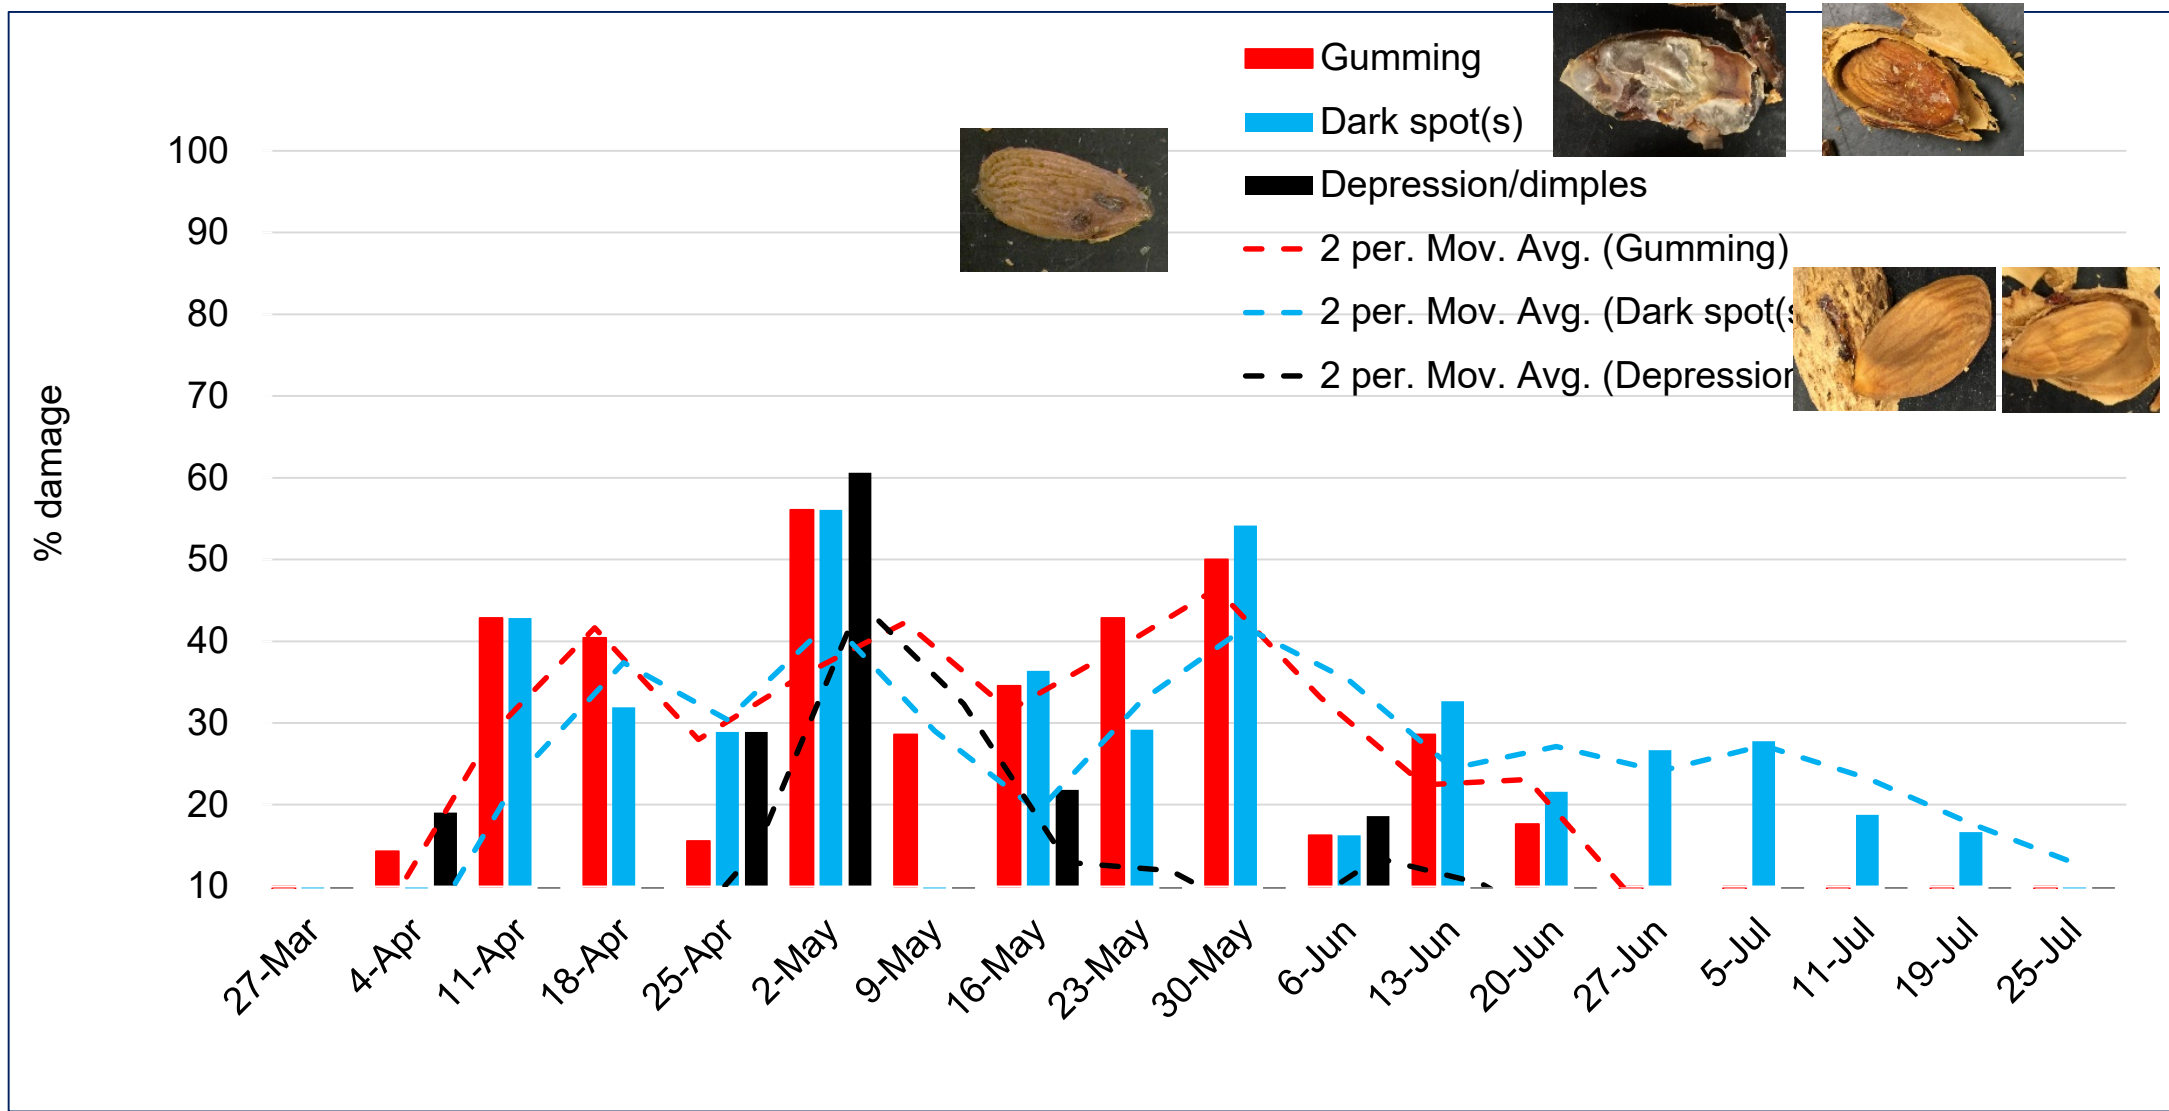 Gumming
Dark spot(s)
Depression/dimples
2 per. Mov. Avg. (Gumming)
2 per. Mov. Avg. (Dark spot(s
2 per. Mov. Avg. (Depression
% damage
100
90
80
70
60
50
40
30
20
10
27-Mar
4-Apr
11-Apr
18-Apr
25-Apr
2-May
9-May
16-May
23-May
30-May
6-Jun
13-Jun
20-Jun
27-Jun
5-Jul
11-Jul
19-Jul
25-Jul